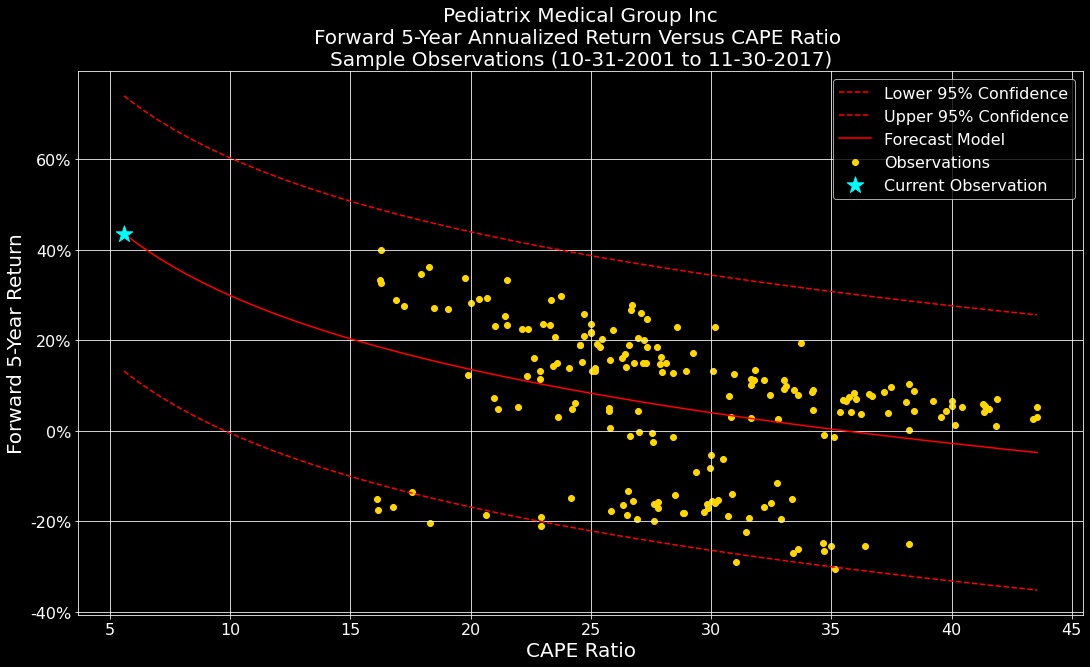 Pediatrix Medical Group Inc
Forward 5-Year Annualized Return Versus CAPE Ratio
Sample Observations (10-31-2001 to 11-30-2017)
Lower 95% Confidence
Upper 95% Confidence
Forecast Model
Observations
Current Observation
Forward 5-Year Return
60%
40%
20%
0%
-20%
-40%
5 10 15 20 25 30 35 40 45
CAPE Ratio